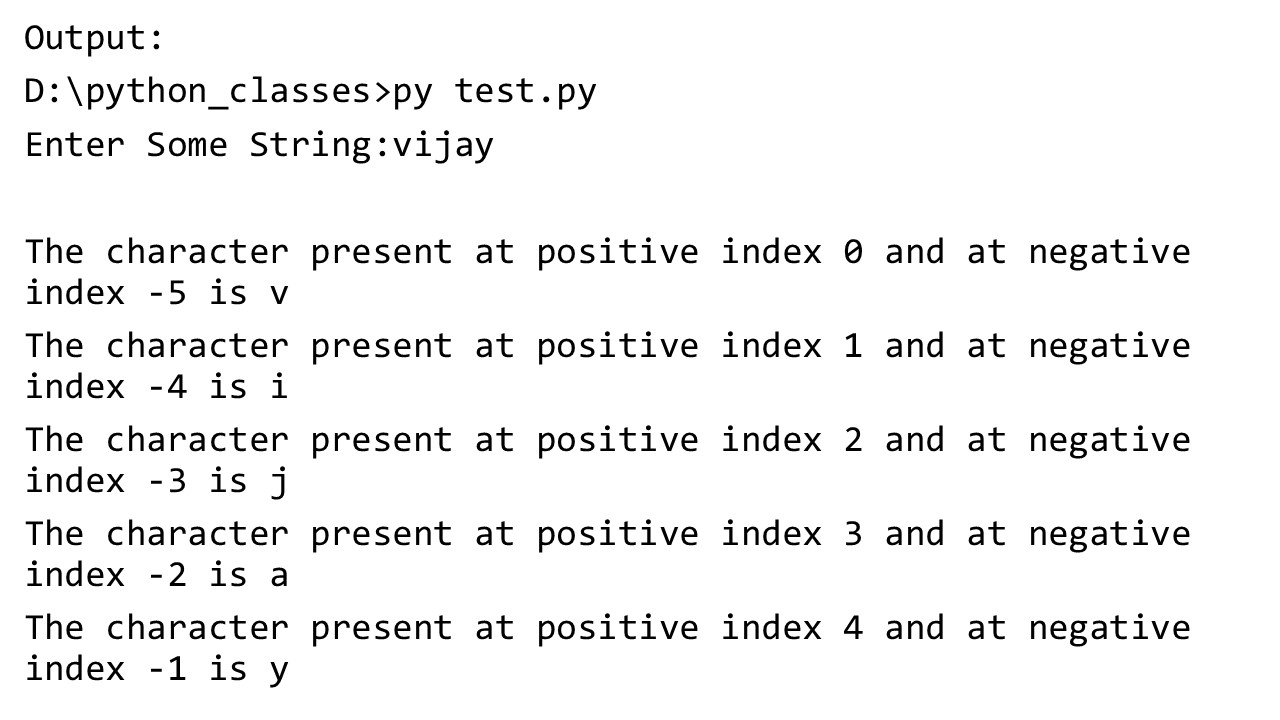 Output:
D:\python_classes>py test.py
Enter Some String:vijay
The character present at positive index 0 and at negative
index -5 is v
The character present at positive index 1 and at negative
index -4 is i
The character present at positive index 2 and at negative
index -3 is j
The character present at positive index 3 and at negative
index -2 is a
The character present at positive index 4 and at negative
index -1 is y